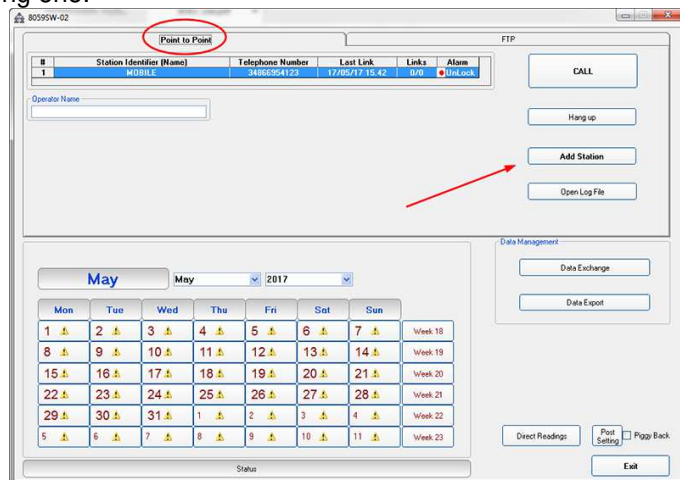 ng one.
8059SW-02
Point to Point
FTP
# Station Identifier (Name) Telephone Number Last Link Links Alarm
1 MOBILE 34866954123 17/05/17 15.42 0/0 UnLock
CALL
Operator Name
Hang up
Add Station
Open Log File
Data Management
May May 2017
Data Exchange
Mon Tue Wed Thu Fri Sat Sun
Data Export
1 2 3 4 5 6 7 Week 18
8 9 10 11 12 13 14 Week 19
15 16 17 18 19 20 21 Week 20
22 23 24 25 26 27 28 Week 21
29 30 31 1 2 3 4 Week 22
5 6 7 8 9 10 11 Week 23
Direct Readings
Post Setting
Piggy Back
Status
Exit